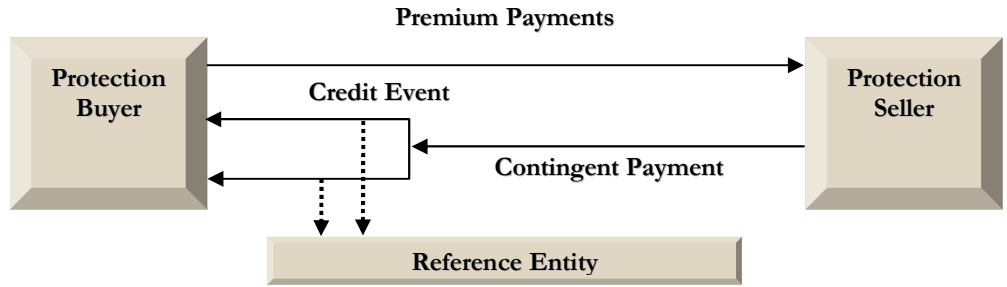 Premium Payments
Protection
Buyer
Protection
Seller
Credit Event
Contingent Payment
Reference Entity